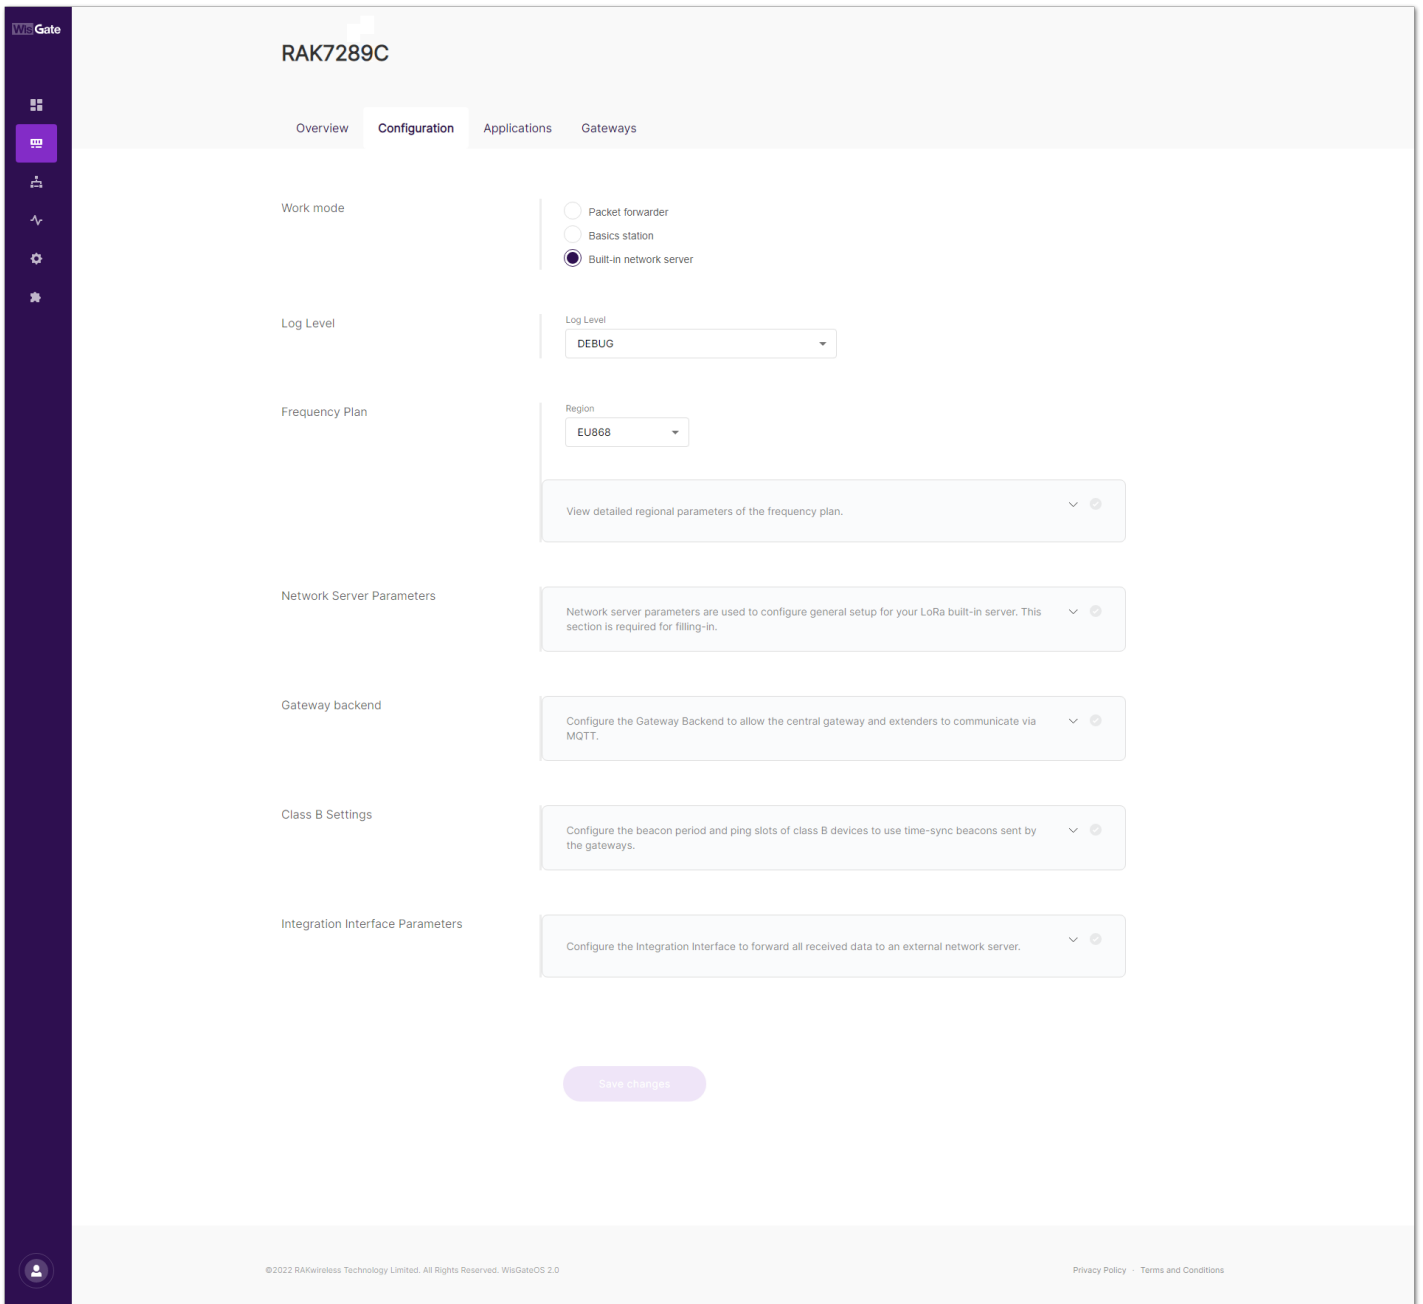 WisGate
RAK7289C
Overview Configuration Applications Gateways
Work mode
Packet forwarder
Basics station
Built-in network server
Log Level
Log Level
DEBUG
Frequency Plan
Region
EU868
View detailed regional parameters of the frequency plan.
Network Server Parameters
Network server parameters are used to configure general setup for your LoRa built-in server. This
section is required for filling-in.
Gateway backend
Configure the Gateway Backend to allow the central gateway and extenders to communicate via
MQTT.
Class B Settings
Configure the beacon period and ping slots of class B devices to use time-sync beacons sent by
the gateways.
Integration Interface Parameters
Configure the Integration Interface to forward all received data to an external network server.
Save changes
©2022 RAKwireless Technology Limited. All Rights Reserved. WisGateOS 2.0
Privacy Policy - Terms and Conditions